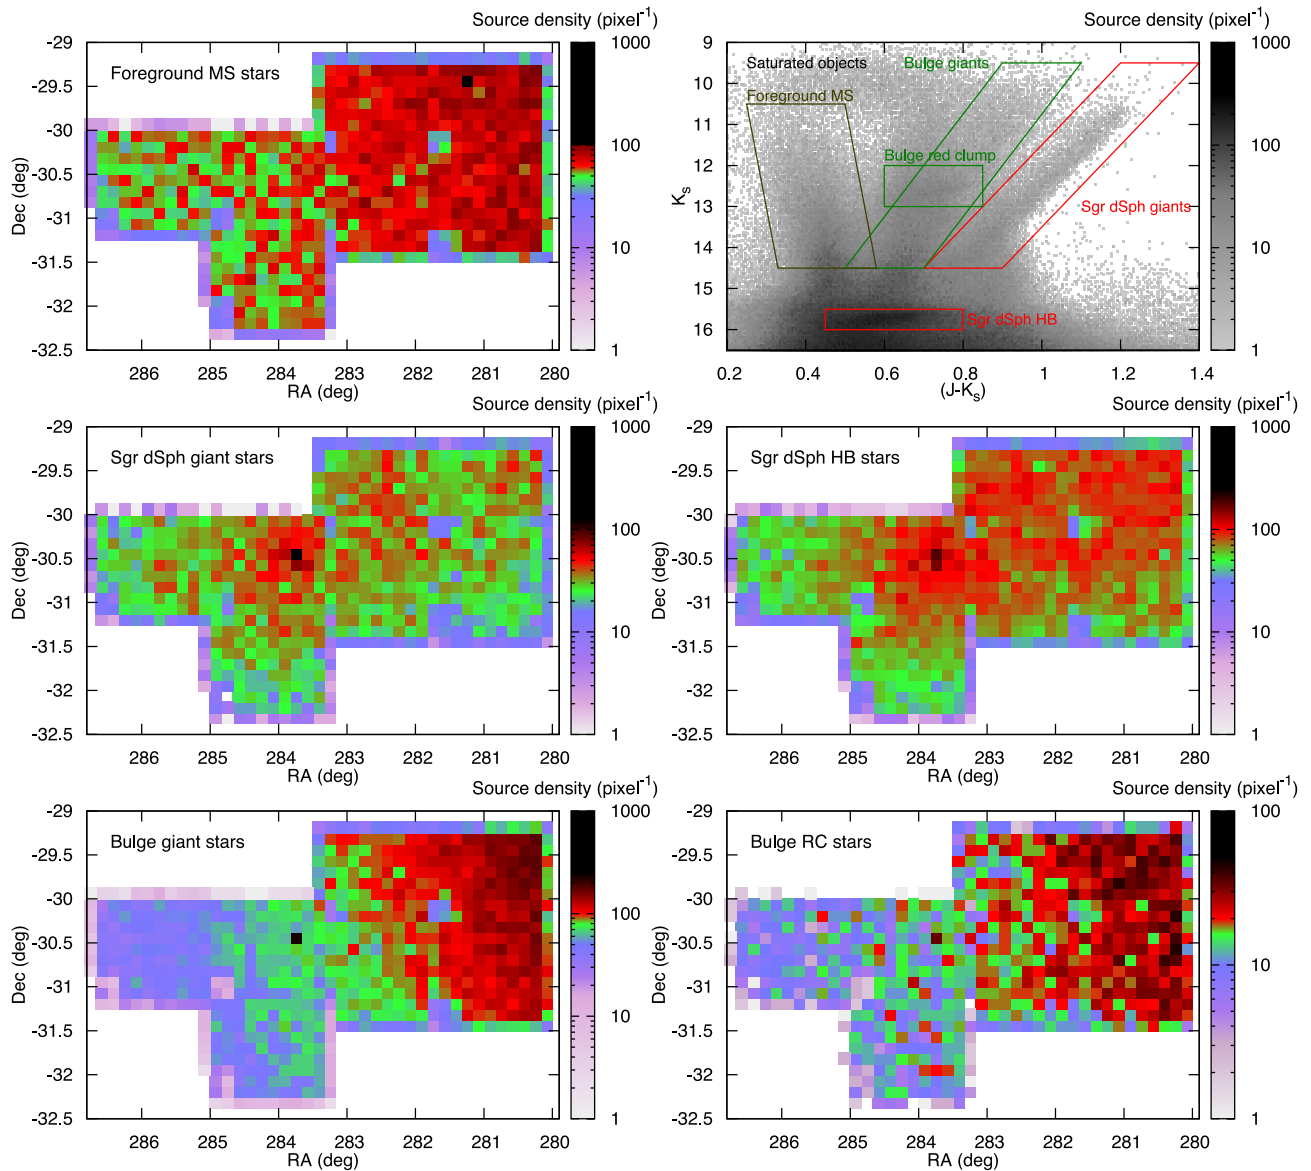 Source density (pixel-1)
Foreground MS stars
-29
-29.5
-30
-30.5
-31
-31.5
-32
-32.5
Dec (deg)
286 285 284 283 282 281 280
RA (deg)
1000
100
10
1
Source density (pixel-1)
Saturated objects
Bulge giants
Foreground MS
Bulge red clump
Sgr dSph giants
Sgr dSph HB
9
10
11
12
13
14
15
16
Ks
0.2 0.4 0.6 0.8 1 1.2 1.4
(J-Ks)
1000
100
10
1
Source density (pixel-1)
Sgr dSph giant stars
-29
-29.5
-30
-30.5
-31
-31.5
-32
-32.5
Dec (deg)
286 285 284 283 282 281 280
RA (deg)
1000
100
10
1
Source density (pixel-1)
Sgr dSph HB stars
-29
-29.5
-30
-30.5
-31
-31.5
-32
-32.5
Dec (deg)
286 285 284 283 282 281 280
RA (deg)
1000
100
10
1
Source density (pixel-1)
Bulge giant stars
-29
-29.5
-30
-30.5
-31
-31.5
-32
-32.5
Dec (deg)
286 285 284 283 282 281 280
RA (deg)
1000
100
10
1
Source density (pixel-1)
Bulge RC stars
-29
-29.5
-30
-30.5
-31
-31.5
-32
-32.5
Dec (deg)
286 285 284 283 282 281 280
RA (deg)
100
10
1